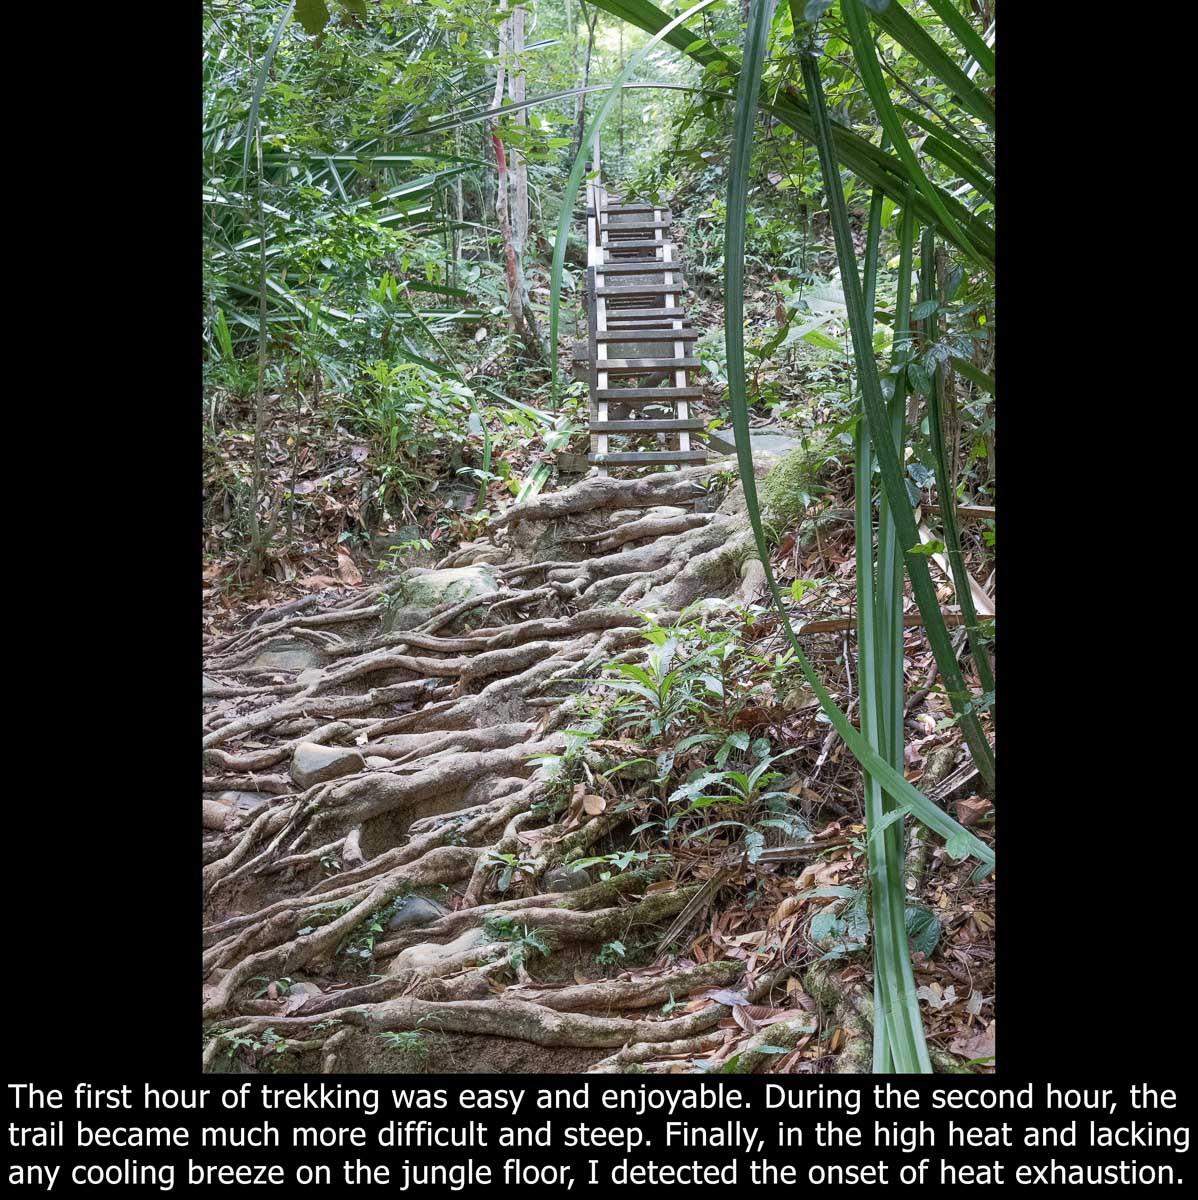 The first hour of trekking was easy and enjoyable. During the second hour, the
trail became much more difficult and steep. Finally, in the high heat and lacking
any cooling breeze on the jungle floor, I detected the onset of heat exhaustion.